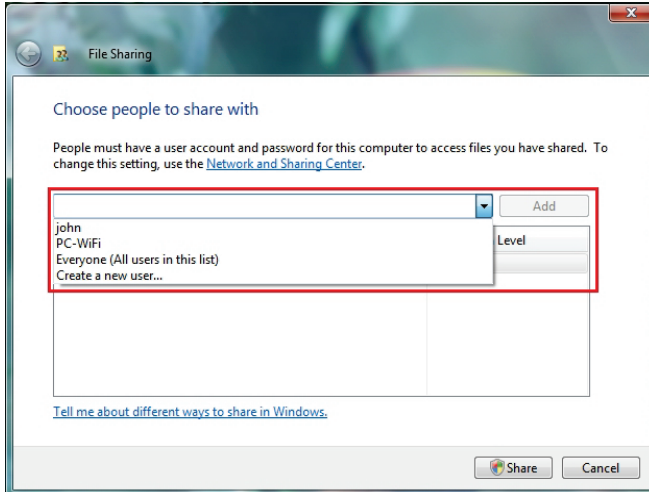 File Sharing
Choose people to share with
People must have a user account and password for this computer to access files you have shared. To
change this setting, use the Network and Sharing Center.
Add
john
PC-WiFi
Level
Everyone (All users in this list)
Create a new user...
Tell me about different ways to share in Windows.
Share
Cancel